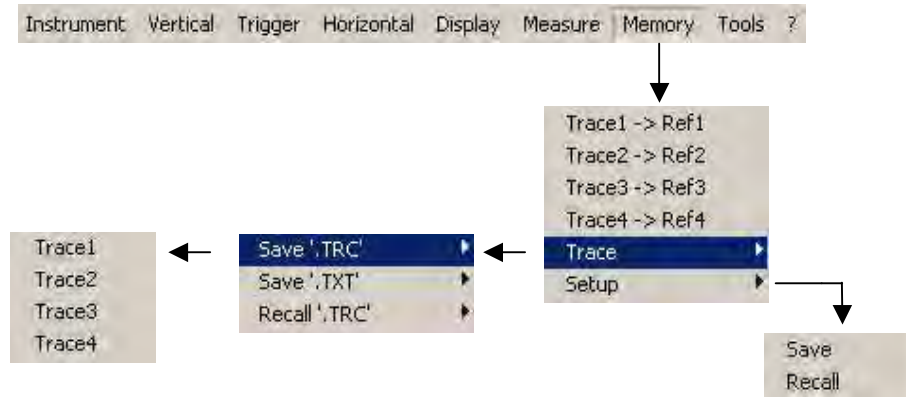 Instrument Vertical Trigger Horizontal Display Measure Memory Tools ?
Trace1 -> Ref1
Trace2 -> Ref2
Trace3 -> Ref3
Trace4 -> Ref4
Trace
Setup
Save '.TRC'
Save '.TXT'
Recall '.TRC'
Trace1
Trace2
Trace3
Trace4
Save
Recall